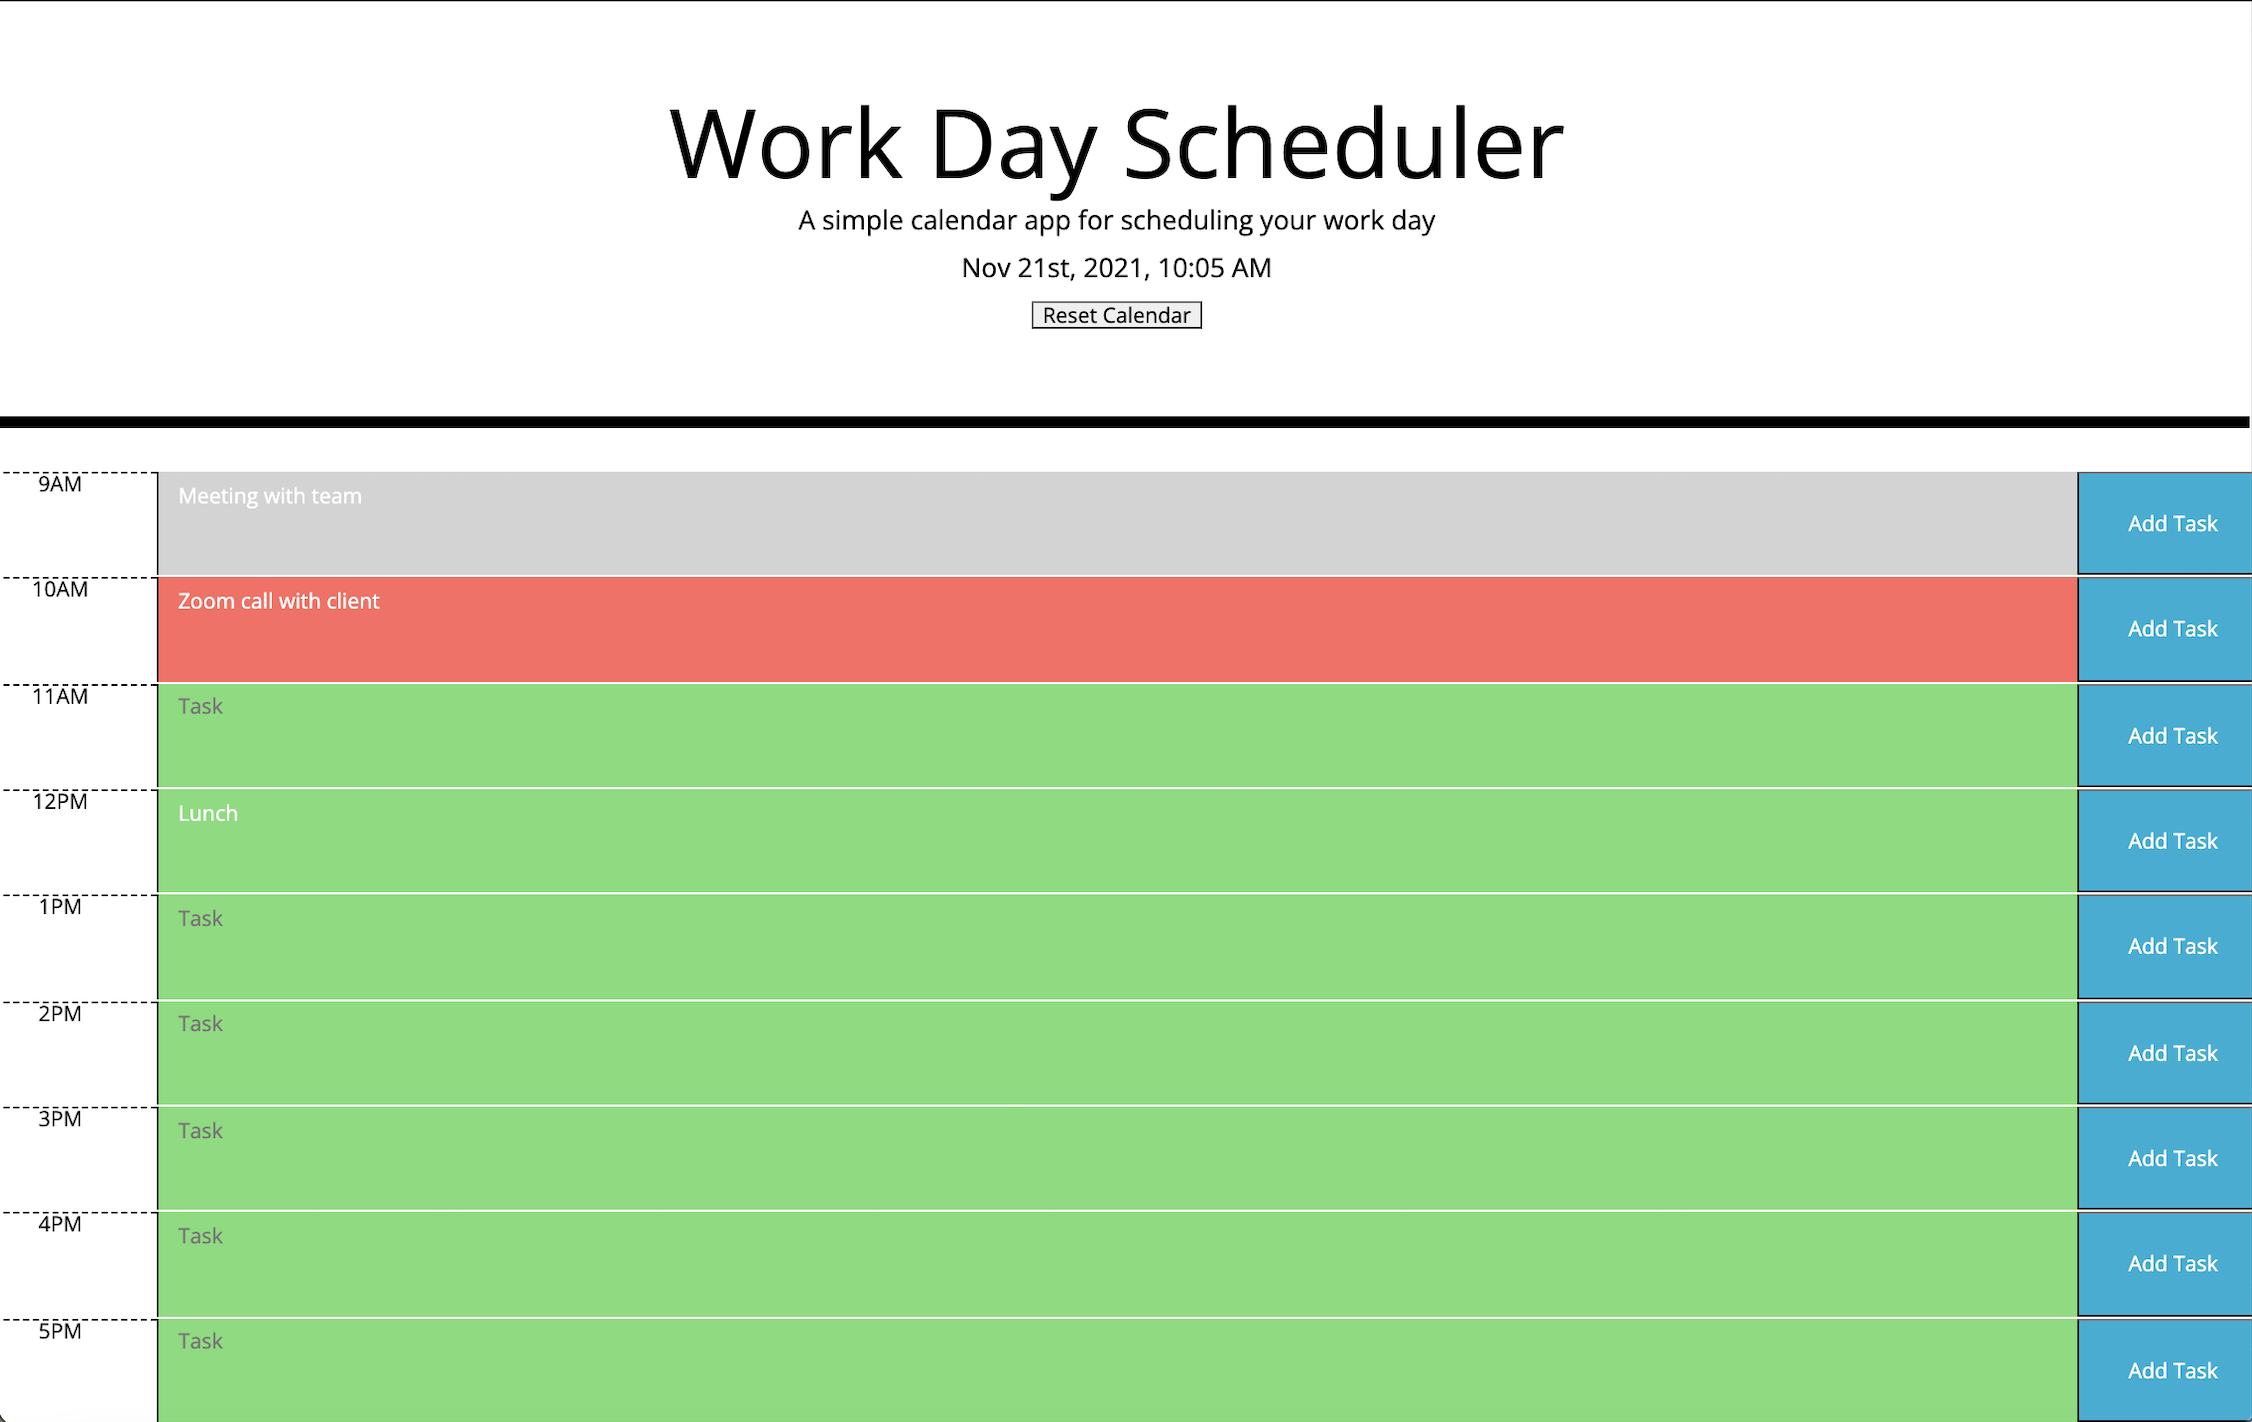 Work Day Scheduler
A simple calendar app for scheduling your work day
Nov 21st, 2021, 10:05 AM
Reset Calendar
9AM
Meeting with team
Add Task
10AM
Zoom call with client
Add Task
11AM
Task
Add Task
12PM
Lunch
Add Task
1PM
Task
Add Task
2PM
Task
Add Task
3PM
Task
Add Task
4PM
Task
Add Task
5PM
Task
Add Task